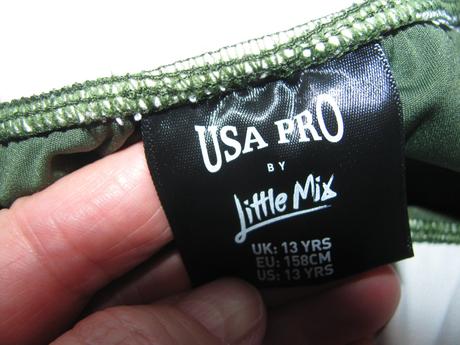 USA PRO
BY
Little Mix
UK: 13 YRS
EU: 158CM
US: 13 YRS